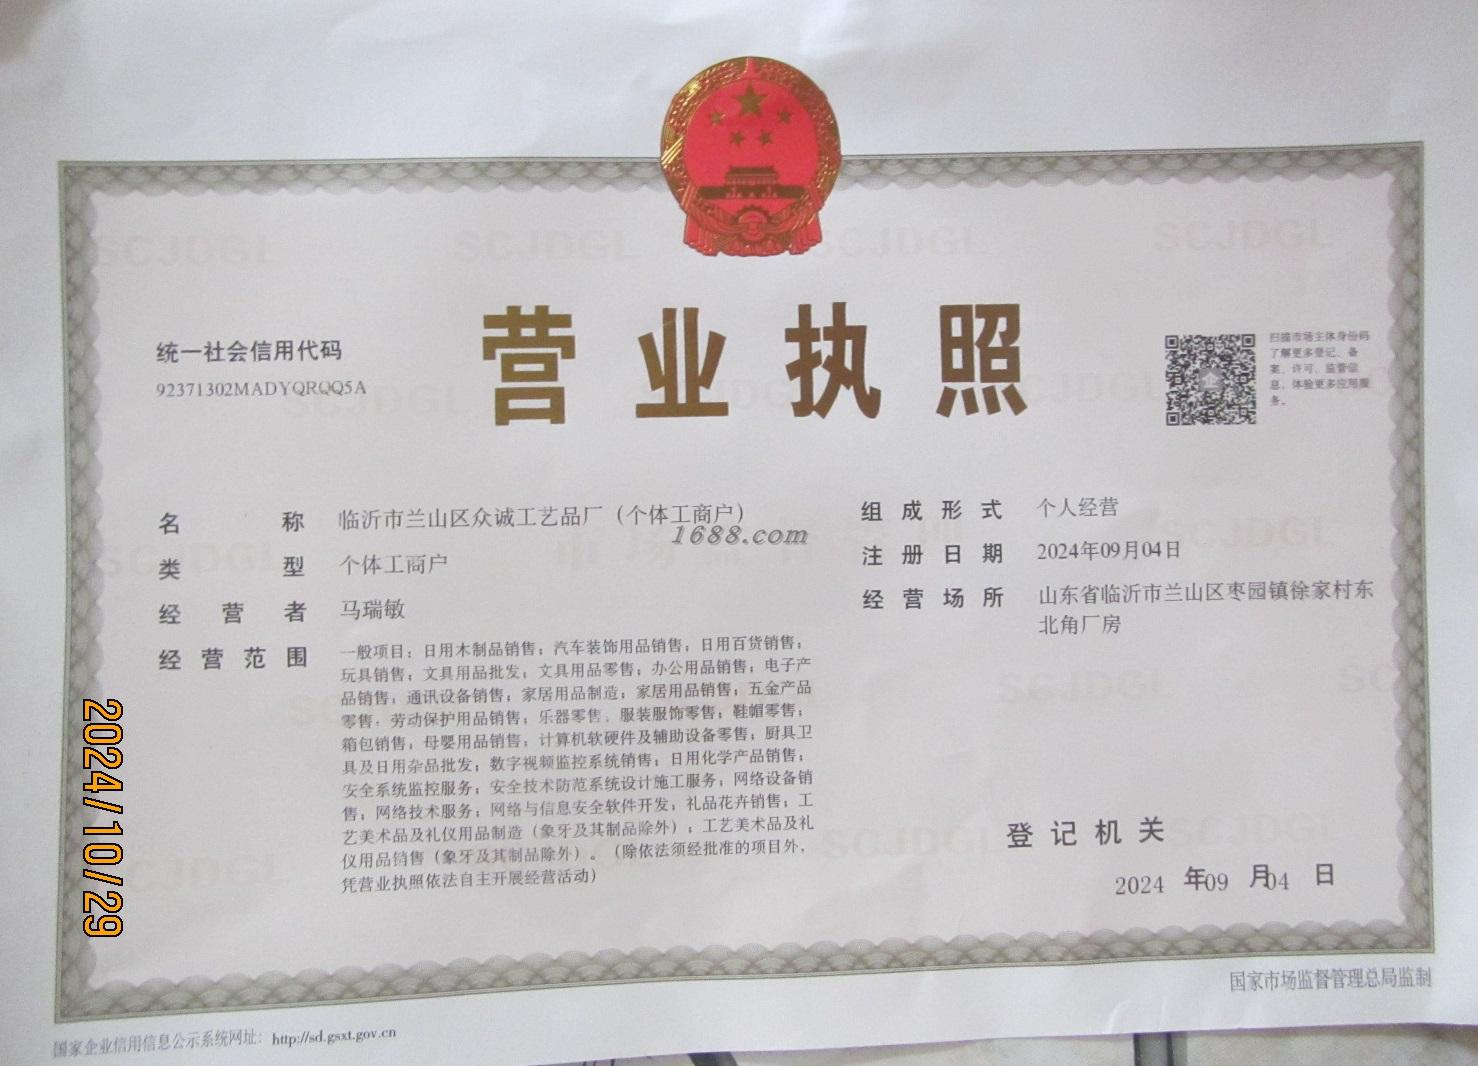 营业执照
统一社会信用代码
92371302MADYQRQQ5A
扫描市场主体身份码
了解更多登记、备
案、许可、监管信
息，体验更多应用服
务。
名称 临沂市兰山区众诚工艺品厂（个体工商户）
类型 个体工商户
经营者 马瑞敏
经营范围 一般项目：日用木制品销售；汽车装饰用品销售；日用百货销售；
玩具销售；文具用品批发；文具用品零售；办公用品销售；电子产
品销售；通讯设备销售；家居用品制造；家居用品销售；五金产品
零售；劳动保护用品销售；乐器零售；服装服饰零售；鞋帽零售；
箱包销售；母婴用品销售；计算机软硬件及辅助设备零售；厨具卫
具及日用杂品批发；数字视频监控系统销售；日用化学产品销售；
安全系统监控服务；安全技术防范系统设计施工服务；网络设备销
售；网络技术服务；网络与信息安全软件开发；礼品花卉销售；工
艺美术品及礼仪用品制造（象牙及其制品除外）；工艺美术品及礼
仪用品销售（象牙及其制品除外）。（除依法须经批准的项目外，
凭营业执照依法自主开展经营活动）
组成形式 个人经营
注册日期 2024年09月04日
经营场所 山东省临沂市兰山区枣园镇徐家村东
北角厂房
登记机关
2024 年09 月04 日
1688.com
2024/10/29
国家企业信用信息公示系统网址：http://sd.gsxt.gov.cn
国家市场监督管理总局监制
SCJDGL